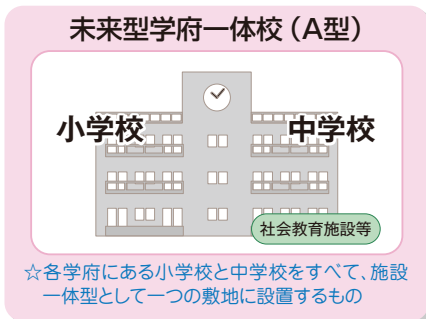 未来型学府一体校（A型）
小学校
中学校
社会教育施設等
☆各学府にある小学校と中学校をすべて、施設
一体型として一つの敷地に設置するもの